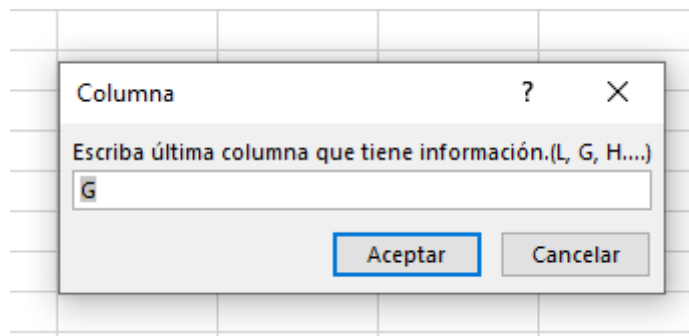 Columna
Escriba última columna que tiene información.(L, G, H....)
G
Aceptar Cancelar